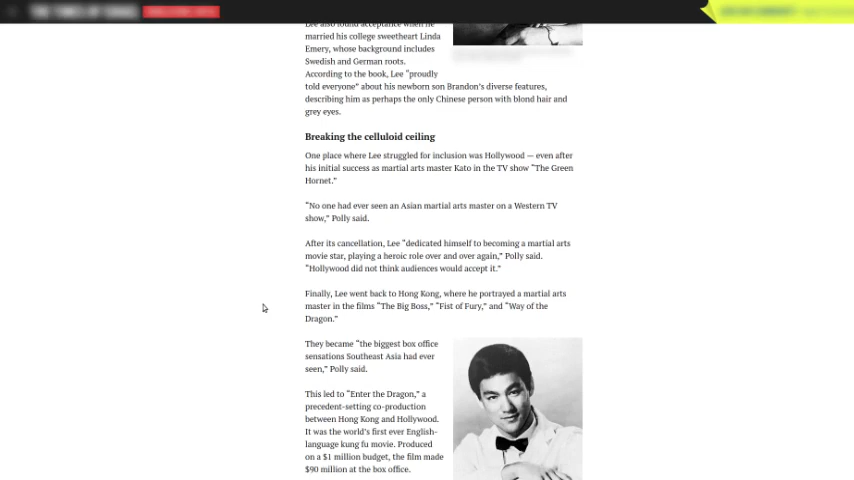 Lee also found acceptance when he
married his college sweetheart Linda
Emery, whose background includes
Swedish and German roots.
According to the book, Lee “proudly
told everyone” about his newborn son Brandon’s diverse features,
describing him as perhaps the only Chinese person with blond hair and
grey eyes.
Breaking the celluloid ceiling
One place where Lee struggled for inclusion was Hollywood — even after
his initial success as martial arts master Kato in the TV show “The Green
Hornet.”
“No one had ever seen an Asian martial arts master on a Western TV
show,” Polly said.
After its cancellation, Lee “dedicated himself to becoming a martial arts
movie star, playing a heroic role over and over again,” Polly said.
“Hollywood did not think audiences would accept it.”
Finally, Lee went back to Hong Kong, where he portrayed a martial arts
master in the films “The Big Boss,” “Fist of Fury,” and “Way of the
Dragon.”
They became “the biggest box office
sensations Southeast Asia had ever
seen,” Polly said.
This led to “Enter the Dragon,” a
precedent-setting co-production
between Hong Kong and Hollywood.
It was the world’s first ever English-
language kung fu movie. Produced
on a $1 million budget, the film made
$90 million at the box office.